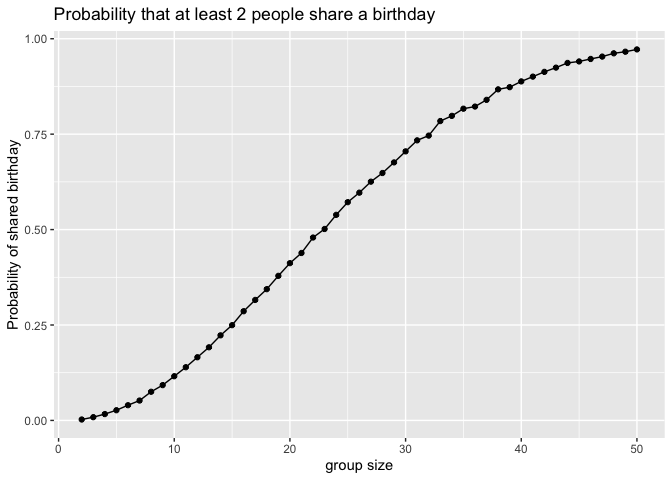 Probability that at least 2 people share a birthday
Probability of shared birthday
1.00
0.75
0.50
0.25
0.00
0 10 20 30 40 50
group size